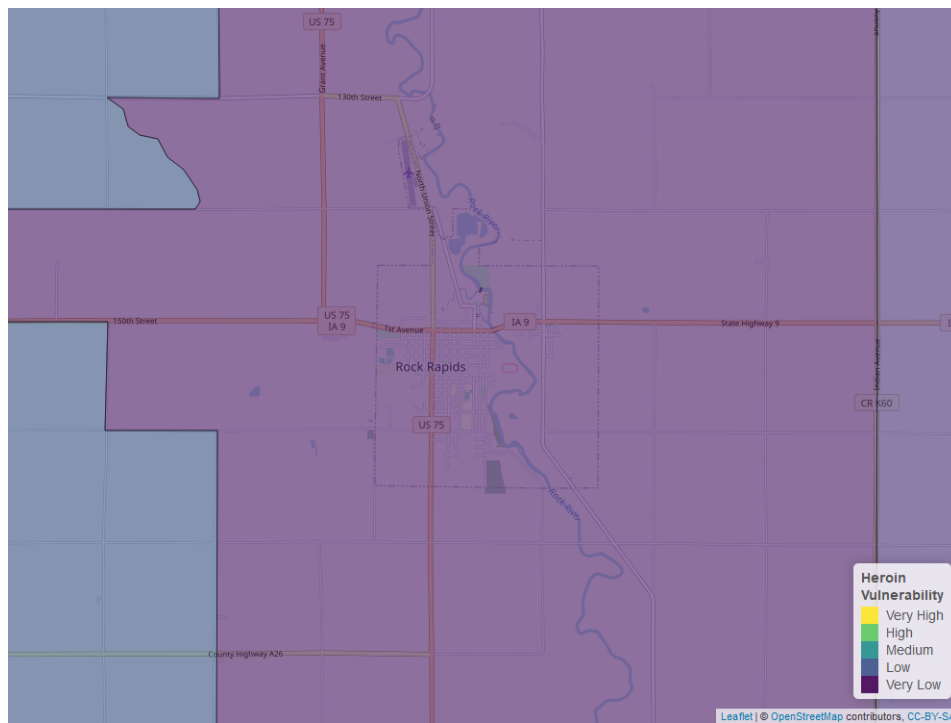 US 75
Grant Avenue
Avenue
130th Street
North Union Street
Rock River
150th Street
US 75
IA 9
1st Avenue
IA 9
State Highway 9
Rock Rapids
Indian Avenue
CR K60
US 75
Rock River
County Highway A26
Heroin
Vulnerability
Very High
High
Medium
Low
Very Low
Leaflet | © OpenStreetMap contributors, CC-BY-S